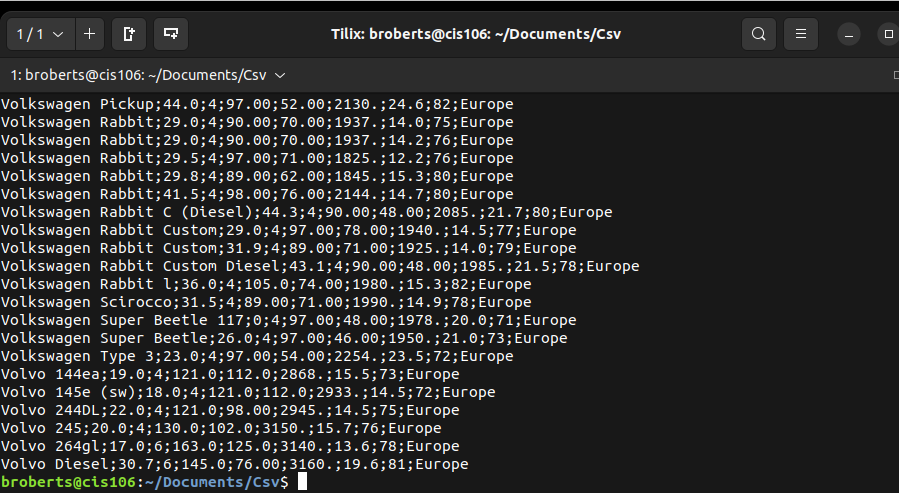 1 / 1
Tilix: broberts@cis106: ~/Documents/Csv
1: broberts@cis106: ~/Documents/Csv
Volkswagen Pickup;44.0;4;97.00;52.00;2130.;24.6;82;Europe
Volkswagen Rabbit;29.0;4;90.00;70.00;1937.;14.0;75;Europe
Volkswagen Rabbit;29.0;4;90.00;70.00;1937.;14.2;76;Europe
Volkswagen Rabbit;29.5;4;97.00;71.00;1825.;12.2;76;Europe
Volkswagen Rabbit;29.8;4;89.00;62.00;1845.;15.3;80;Europe
Volkswagen Rabbit;41.5;4;98.00;76.00;2144.;14.7;80;Europe
Volkswagen Rabbit C (Diesel);44.3;4;90.00;48.00;2085.;21.7;80;Europe
Volkswagen Rabbit Custom;29.0;4;97.00;78.00;1940.;14.5;77;Europe
Volkswagen Rabbit Custom;31.9;4;89.00;71.00;1925.;14.0;79;Europe
Volkswagen Rabbit Custom Diesel;43.1;4;90.00;48.00;1985.;21.5;78;Europe
Volkswagen Rabbit l;36.0;4;105.0;74.00;1980.;15.3;82;Europe
Volkswagen Scirocco;31.5;4;89.00;71.00;1990.;14.9;78;Europe
Volkswagen Super Beetle 117;0;4;97.00;48.00;1978.;20.0;71;Europe
Volkswagen Super Beetle;26.0;4;97.00;46.00;1950.;21.0;73;Europe
Volkswagen Type 3;23.0;4;97.00;54.00;2254.;23.5;72;Europe
Volvo 144ea;19.0;4;121.0;112.0;2868.;15.5;73;Europe
Volvo 145e (sw);18.0;4;121.0;112.0;2933.;14.5;72;Europe
Volvo 244DL;22.0;4;121.0;98.00;2945.;14.5;75;Europe
Volvo 245;20.0;4;130.0;102.0;3150.;15.7;76;Europe
Volvo 264gl;17.0;6;163.0;125.0;3140.;13.6;78;Europe
Volvo Diesel;30.7;6;145.0;76.00;3160.;19.6;81;Europe
broberts@cis106:~/Documents/Csv$